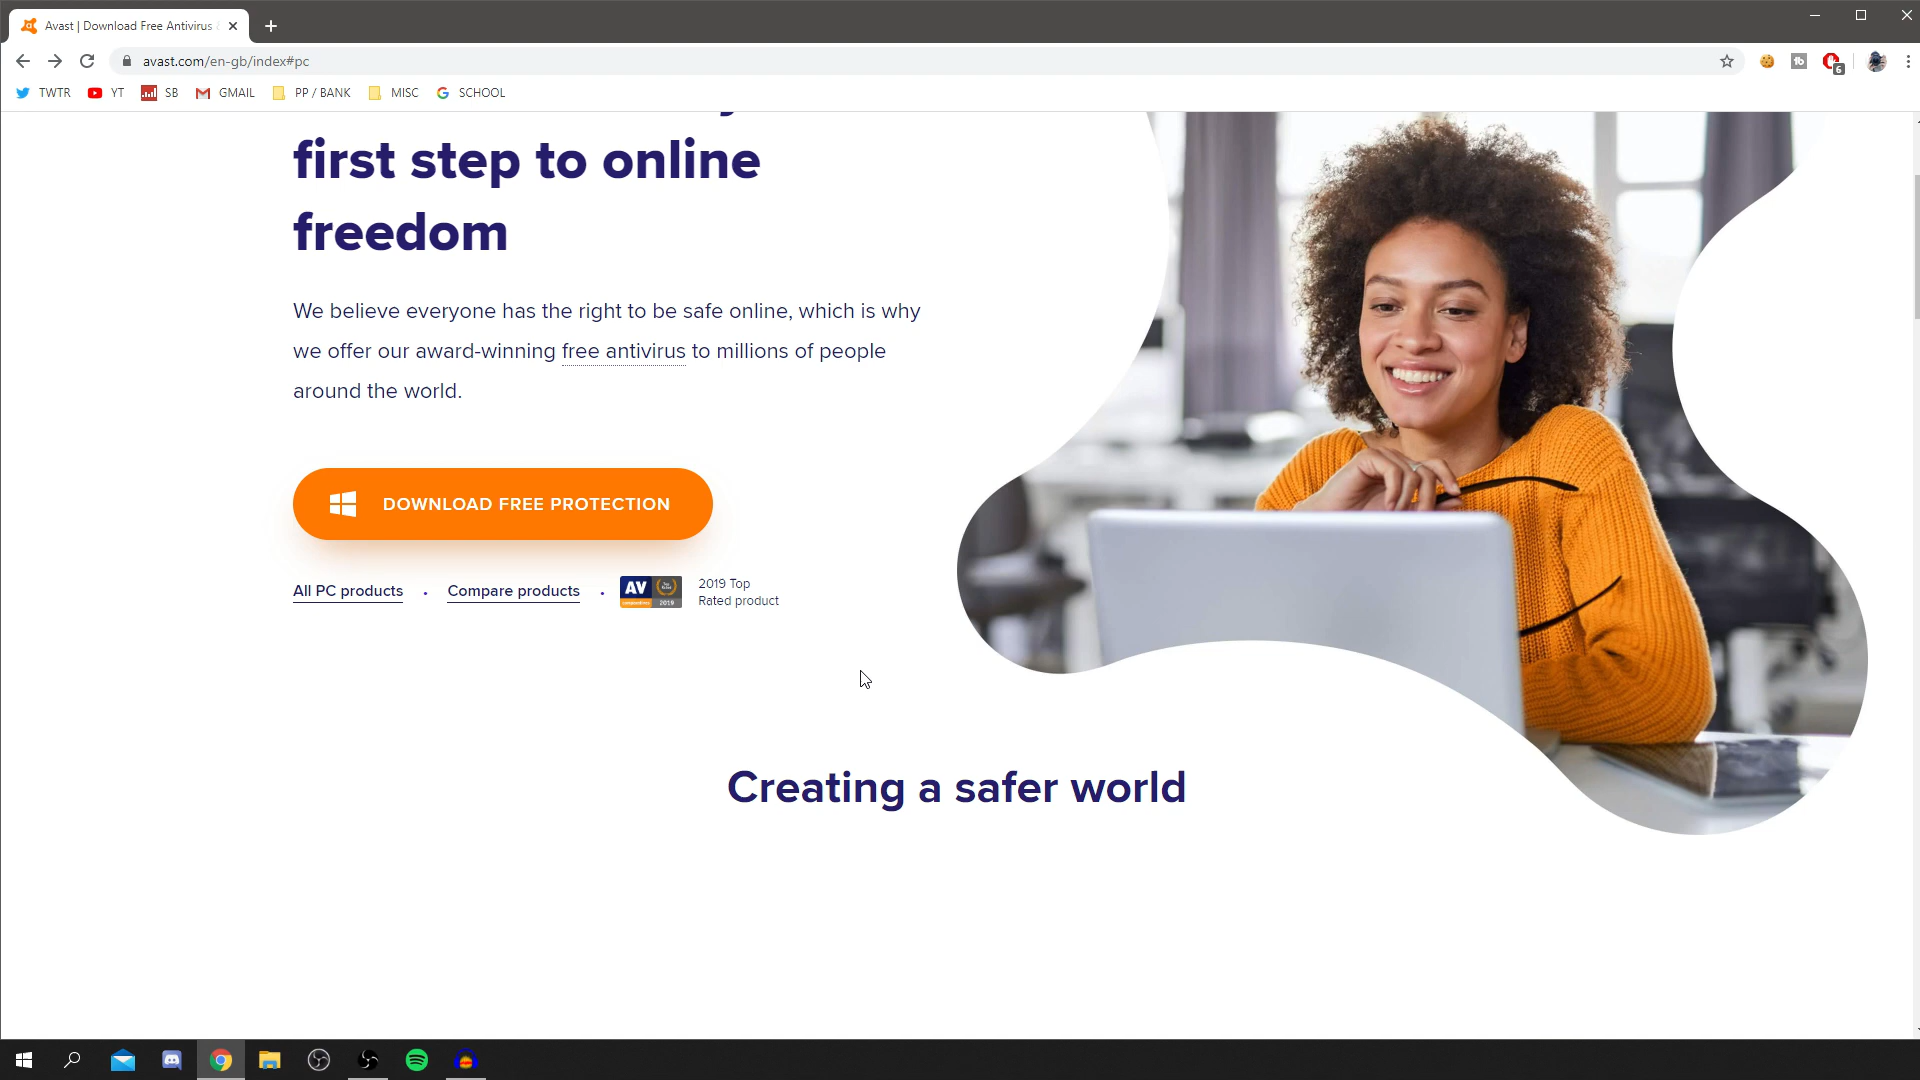 Avast | Download Free Antivirus
avast.com/en-gb/index#pc
6
TWTR
YT
SB
GMAIL
PP / BANK
MISC
SCHOOL
first step to online
freedom
We believe everyone has the right to be safe online, which is why
we offer our award-winning free antivirus to millions of people
around the world.
DOWNLOAD FREE PROTECTION
All PC products
•
Compare products
•
AV
comparatives
2019
2019 Top
Rated product
Creating a safer world